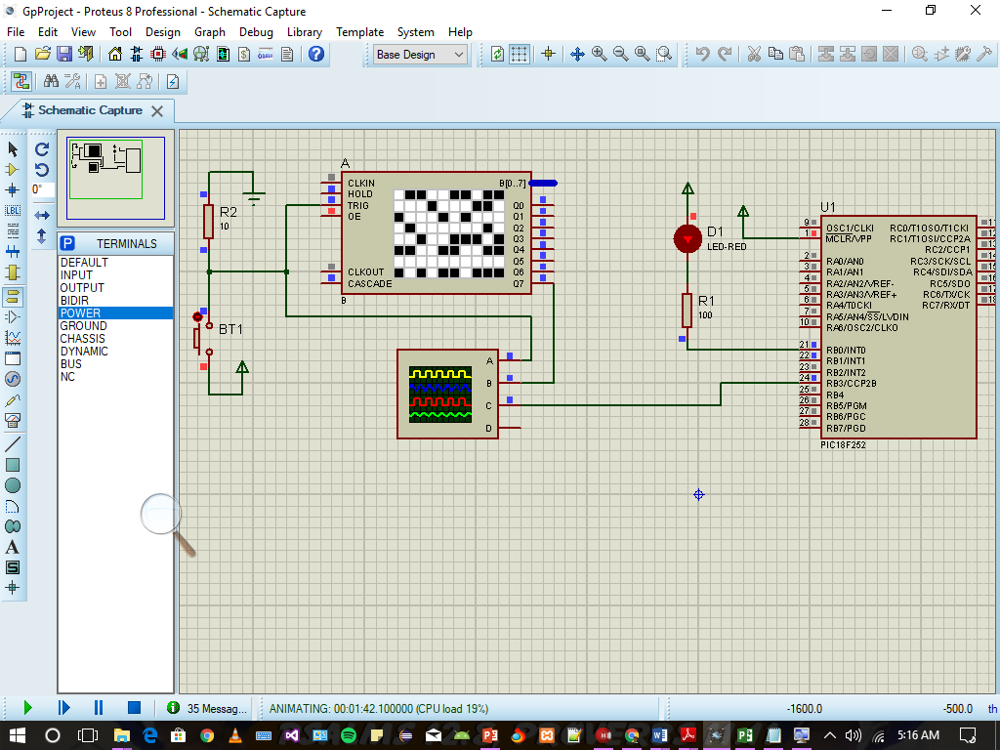 GpProject - Proteus 8 Professional - Schematic Capture
File Edit View Tool Design Graph Debug Library Template System Help
Base Design
Schematic Capture
0°
LBL
P TERMINALS
DEFAULT
INPUT
OUTPUT
BIDIR
POWER
GROUND
CHASSIS
DYNAMIC
BUS
NC
A
S
R2
10
BT1
A
CLKIN
HOLD
TRIG
OE
CLKOUT
CASCADE
B
B[0..7]
Q0
Q1
Q2
Q3
Q4
Q5
Q6
Q7
A
B
C
D
D1
LED-RED
R1
100
U1
9 OSC1/CLKI
1 MCLR/VPP
2 RA0/AN0
3 RA1/AN1
4 RA2/AN2/VREF-
5 RA3/AN3/VREF+
6 RA4/T0CKI
7 RA5/AN4/SS/LVDIN
10 RA6/OSC2/CLKO
21 RB0/INT0
22 RB1/INT1
23 RB2/INT2
24 RB3/CCP2B
25 RB4
26 RB5/PGM
27 RB6/PGC
28 RB7/PGD
RC0/T1OSO/T1CKI
RC1/T1OSI/CCP2A
RC2/CCP1
RC3/SCK/SCL
RC4/SDI/SDA
RC5/SDO
RC6/TX/CK
RC7/RX/DT
PIC18F252
35 Messag...
ANIMATING: 00:01:42.100000 (CPU load 19%)
-1600.0
-500.0
th
5:16 AM